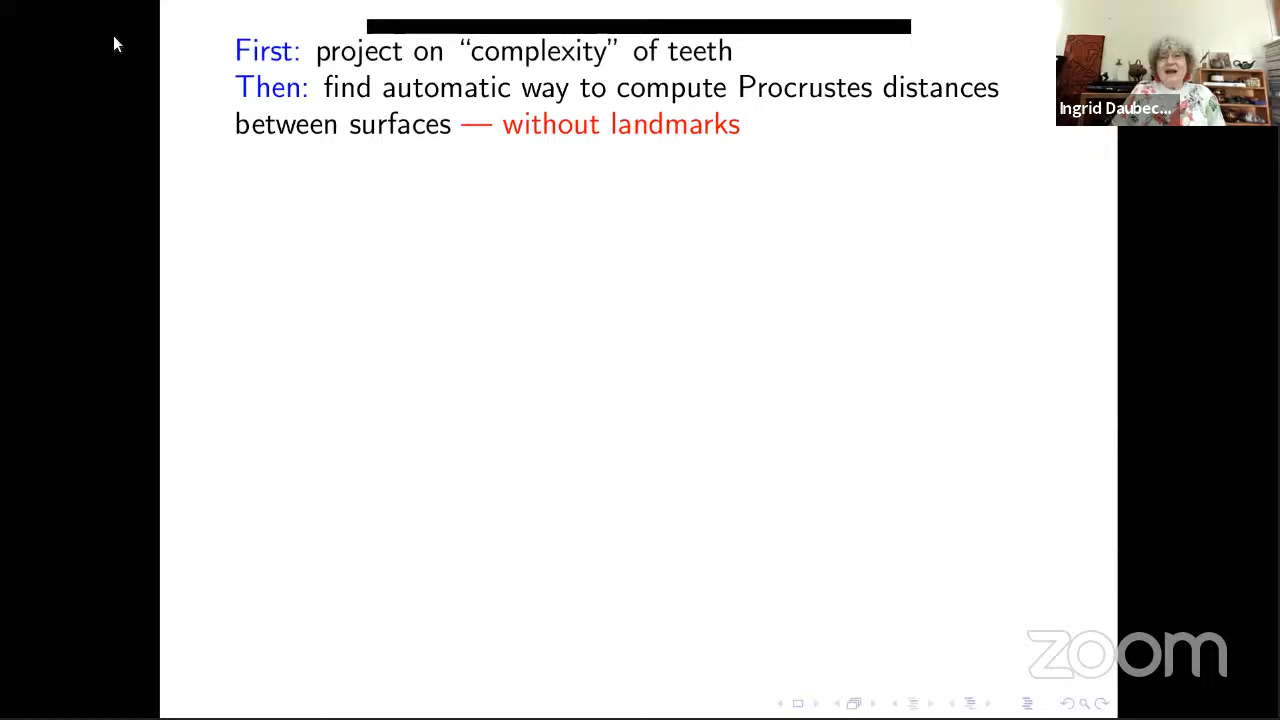 First: project on “complexity” of teeth
Then: find automatic way to compute Procrustes distances
between surfaces — without landmarks
Ingrid Daubec...
zoom